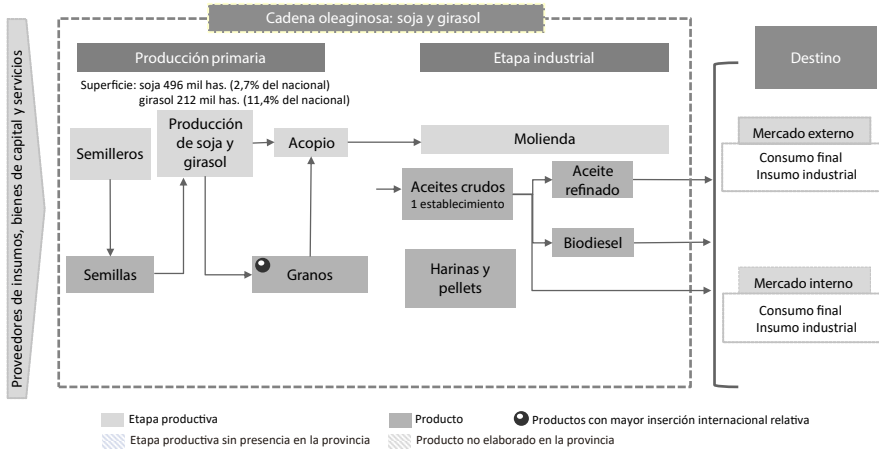 Cadena oleaginosa: soja y girasol
Proveedores de insumos, bienes de capital y servicios
Producción primaria
Etapa industrial
Destino
Superficie: soja 496 mil has. (2,7% del nacional)
girasol 212 mil has. (11,4% del nacional)
Semilleros
Producción
de soja y
girasol
Acopio
Molienda
Mercado externo
Consumo final
Insumo industrial
Aceites crudos
1 establecimiento
Aceite
refinado
Biodiesel
Semillas
Granos
Harinas y
pellets
Mercado interno
Consumo final
Insumo industrial
Etapa productiva
Producto
Productos con mayor inserción internacional relativa
Etapa productiva sin presencia en la provincia
Producto no elaborado en la provincia